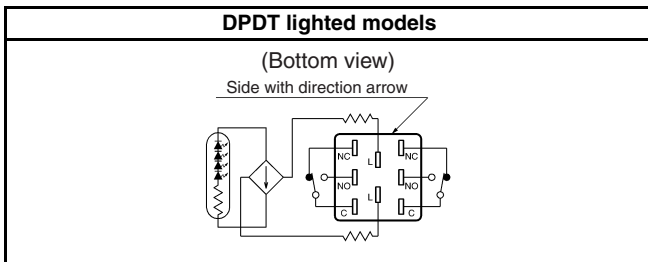 DPDT lighted models
(Bottom view)
Side with direction arrow
NC L NC
NO NO
L
C C